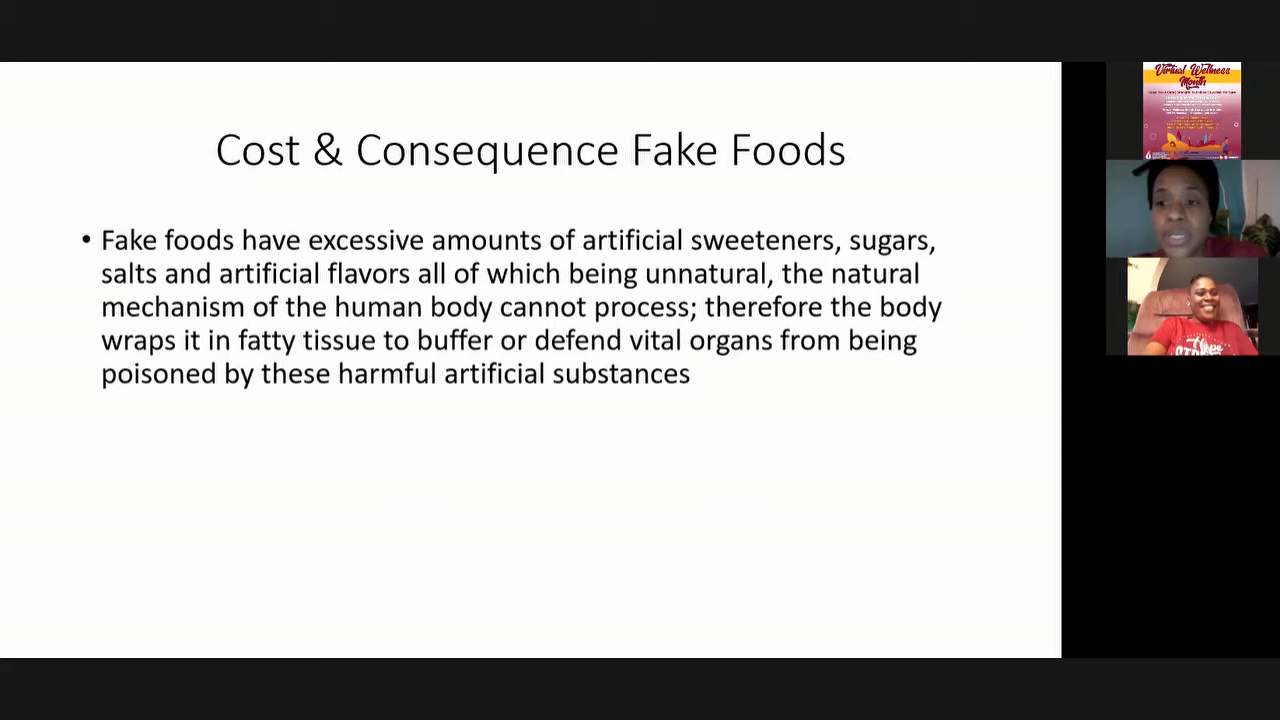 Cost & Consequence Fake Foods
• Fake foods have excessive amounts of artificial sweeteners, sugars,
salts and artificial flavors all of which being unnatural, the natural
mechanism of the human body cannot process; therefore the body
wraps it in fatty tissue to buffer or defend vital organs from being
poisoned by these harmful artificial substances
Virtual Wellness
Month